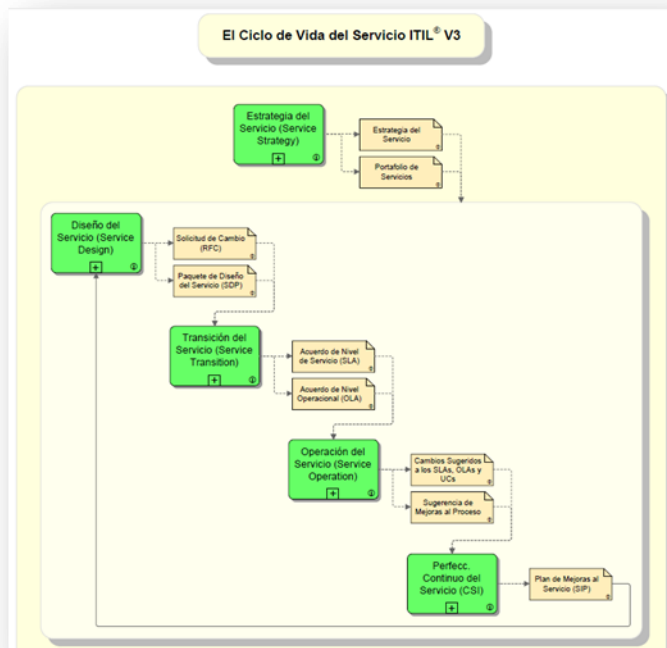 El Ciclo de Vida del Servicio ITIL® V3
Estrategia del
Servicio (Service
Strategy)
Estrategia del
Servicio
Portafolio de
Servicios
Diseño del
Servicio (Service
Design)
Solicitud de Cambio
(RFC)
Paquete de Diseño
del Servicio (SDP)
Transición del
Servicio (Service
Transition)
Acuerdo de Nivel
de Servicio (SLA)
Acuerdo de Nivel
Operacional (OLA)
Operación del
Servicio (Service
Operation)
Cambios Sugeridos
a los SLAs, OLAs y
UCs
Sugerencia de
Mejoras al Proceso
Perfecc.
Continuo del
Servicio (CSI)
Plan de Mejoras al
Servicio (SIP)